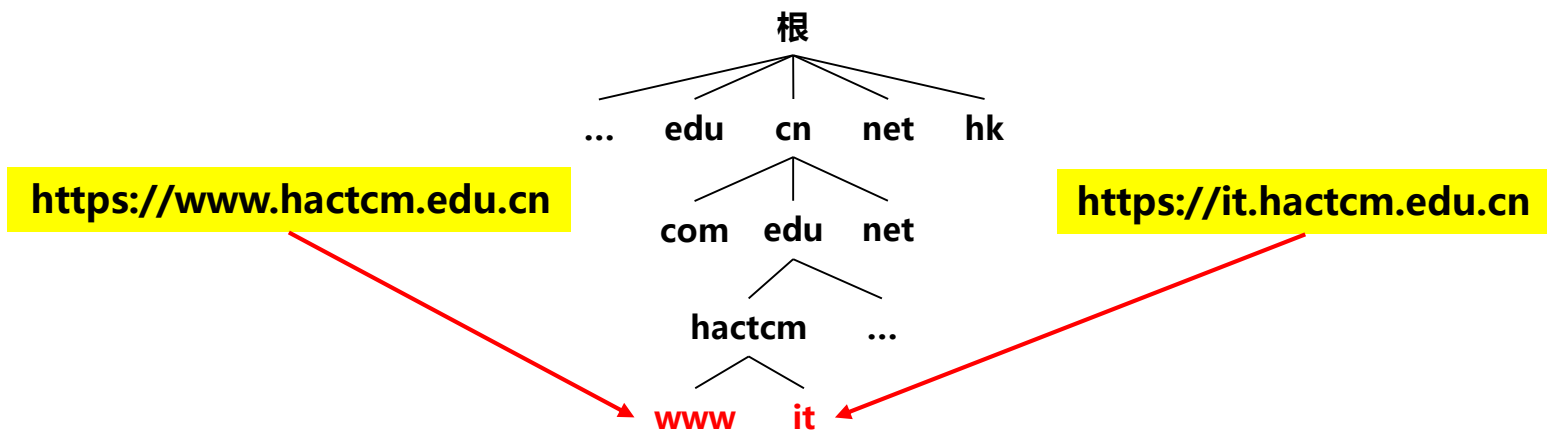 根
... edu cn net hk
https://www.hactcm.edu.cn
https://it.hactcm.edu.cn
com edu net
hactcm ...
www it